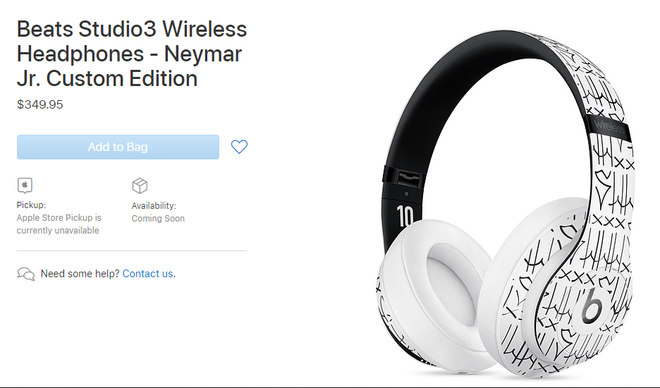 Beats Studio3 Wireless
Headphones - Neymar
Jr. Custom Edition
$349.95
Add to Bag
Pickup:
Apple Store Pickup is
currently unavailable
Availability:
Coming Soon
Need some help? Contact us.
WIRELESS
10
b